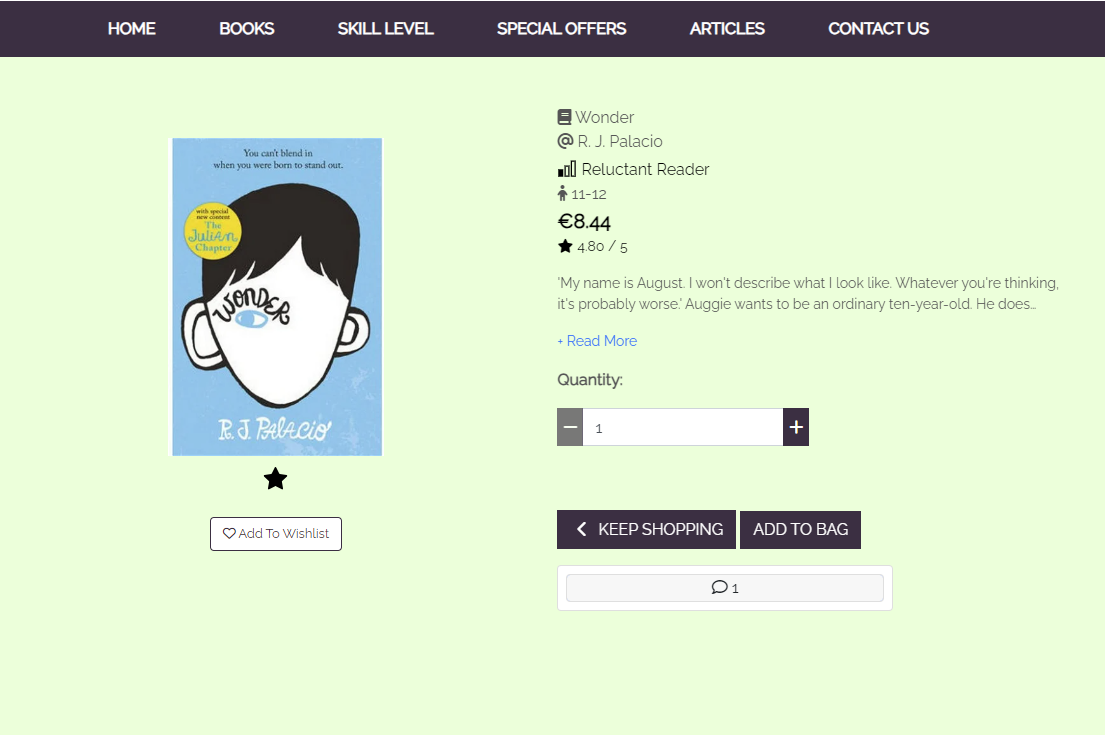 HOME BOOKS SKILL LEVEL SPECIAL OFFERS ARTICLES CONTACT US
You can't blend in
when you were born to stand out.
with special
new content
The
Julian
Chapter
WONDER
R. J. PALACIO
Add To Wishlist
Wonder
R. J. Palacio
Reluctant Reader
11-12
€8.44
4.80 / 5
'My name is August. I won't describe what I look like. Whatever you're thinking,
it's probably worse.' Auggie wants to be an ordinary ten-year-old. He does…
+ Read More
Quantity:
1
KEEP SHOPPING ADD TO BAG
1